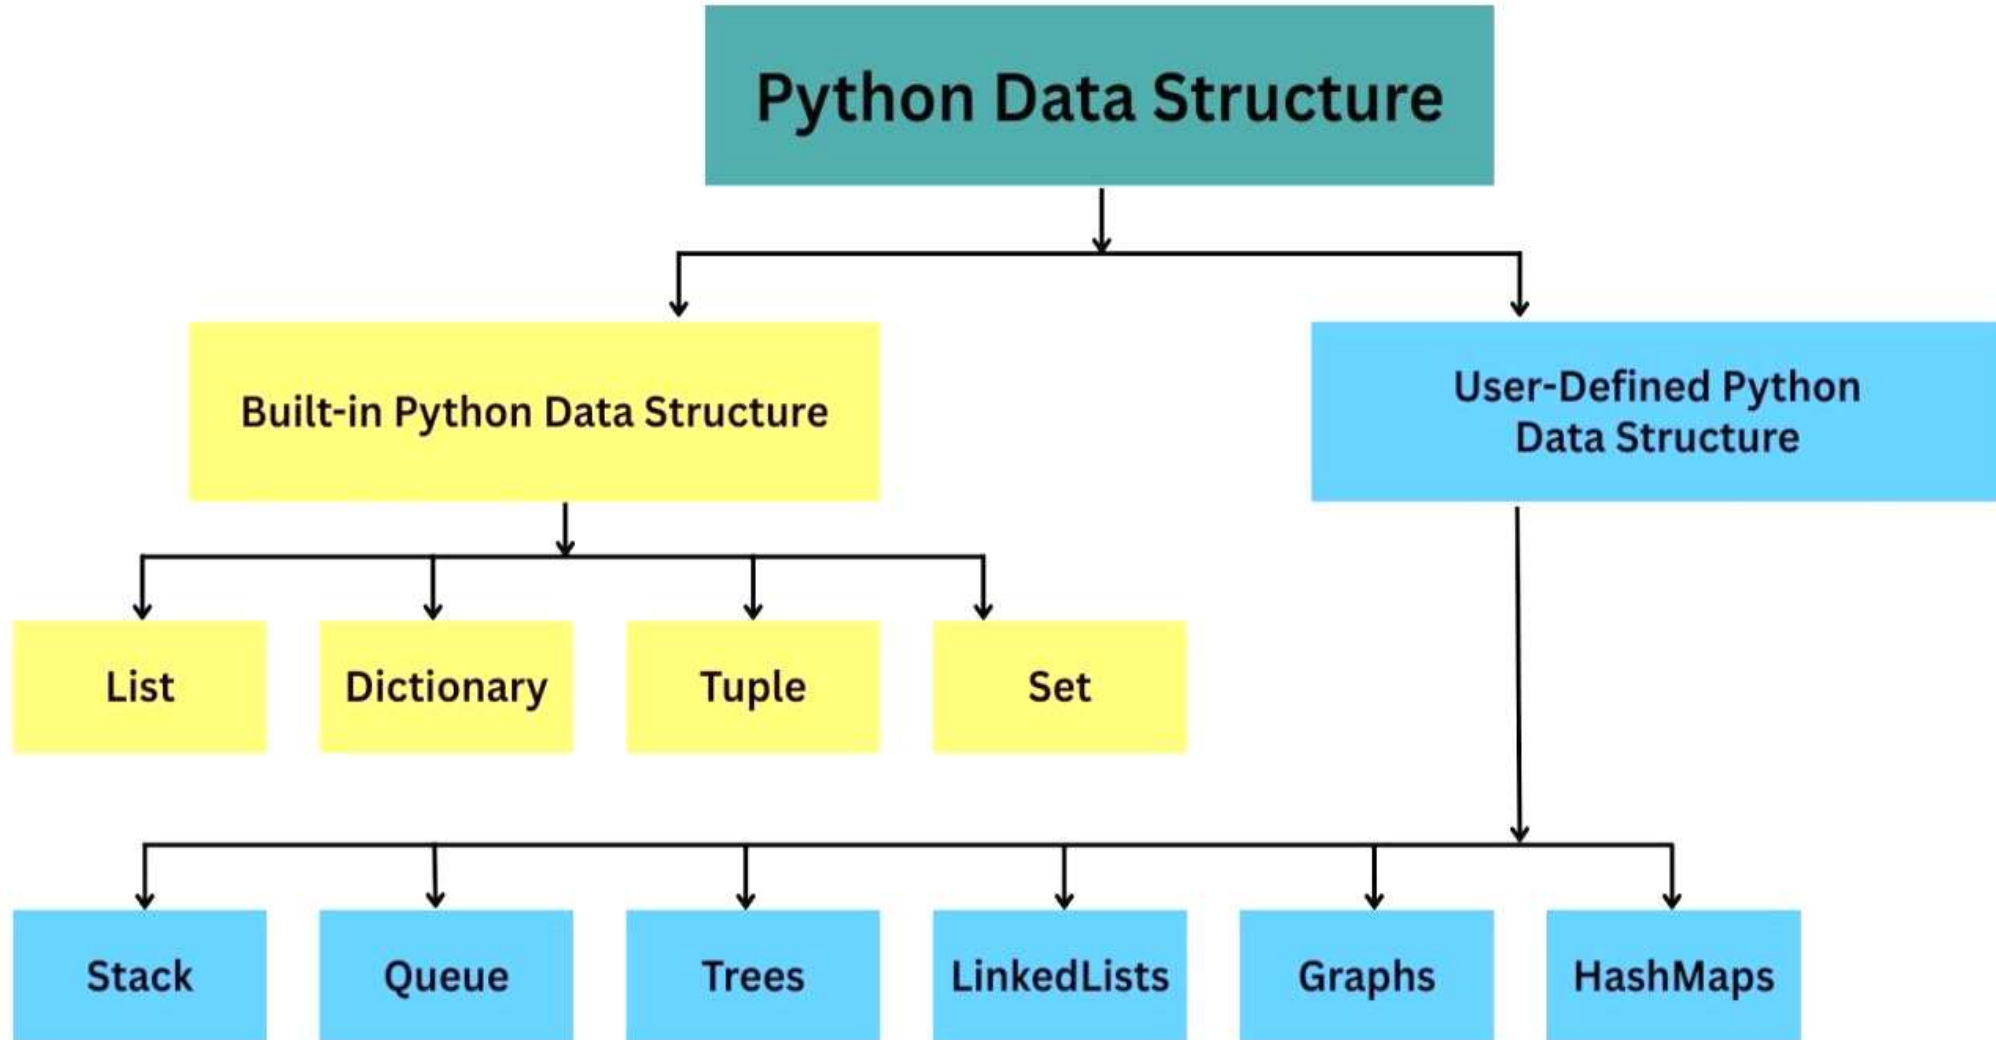 Python Data Structure
Built-in Python Data Structure
User-Defined Python
Data Structure
List
Dictionary
Tuple
Set
Stack
Queue
Trees
LinkedLists
Graphs
HashMaps